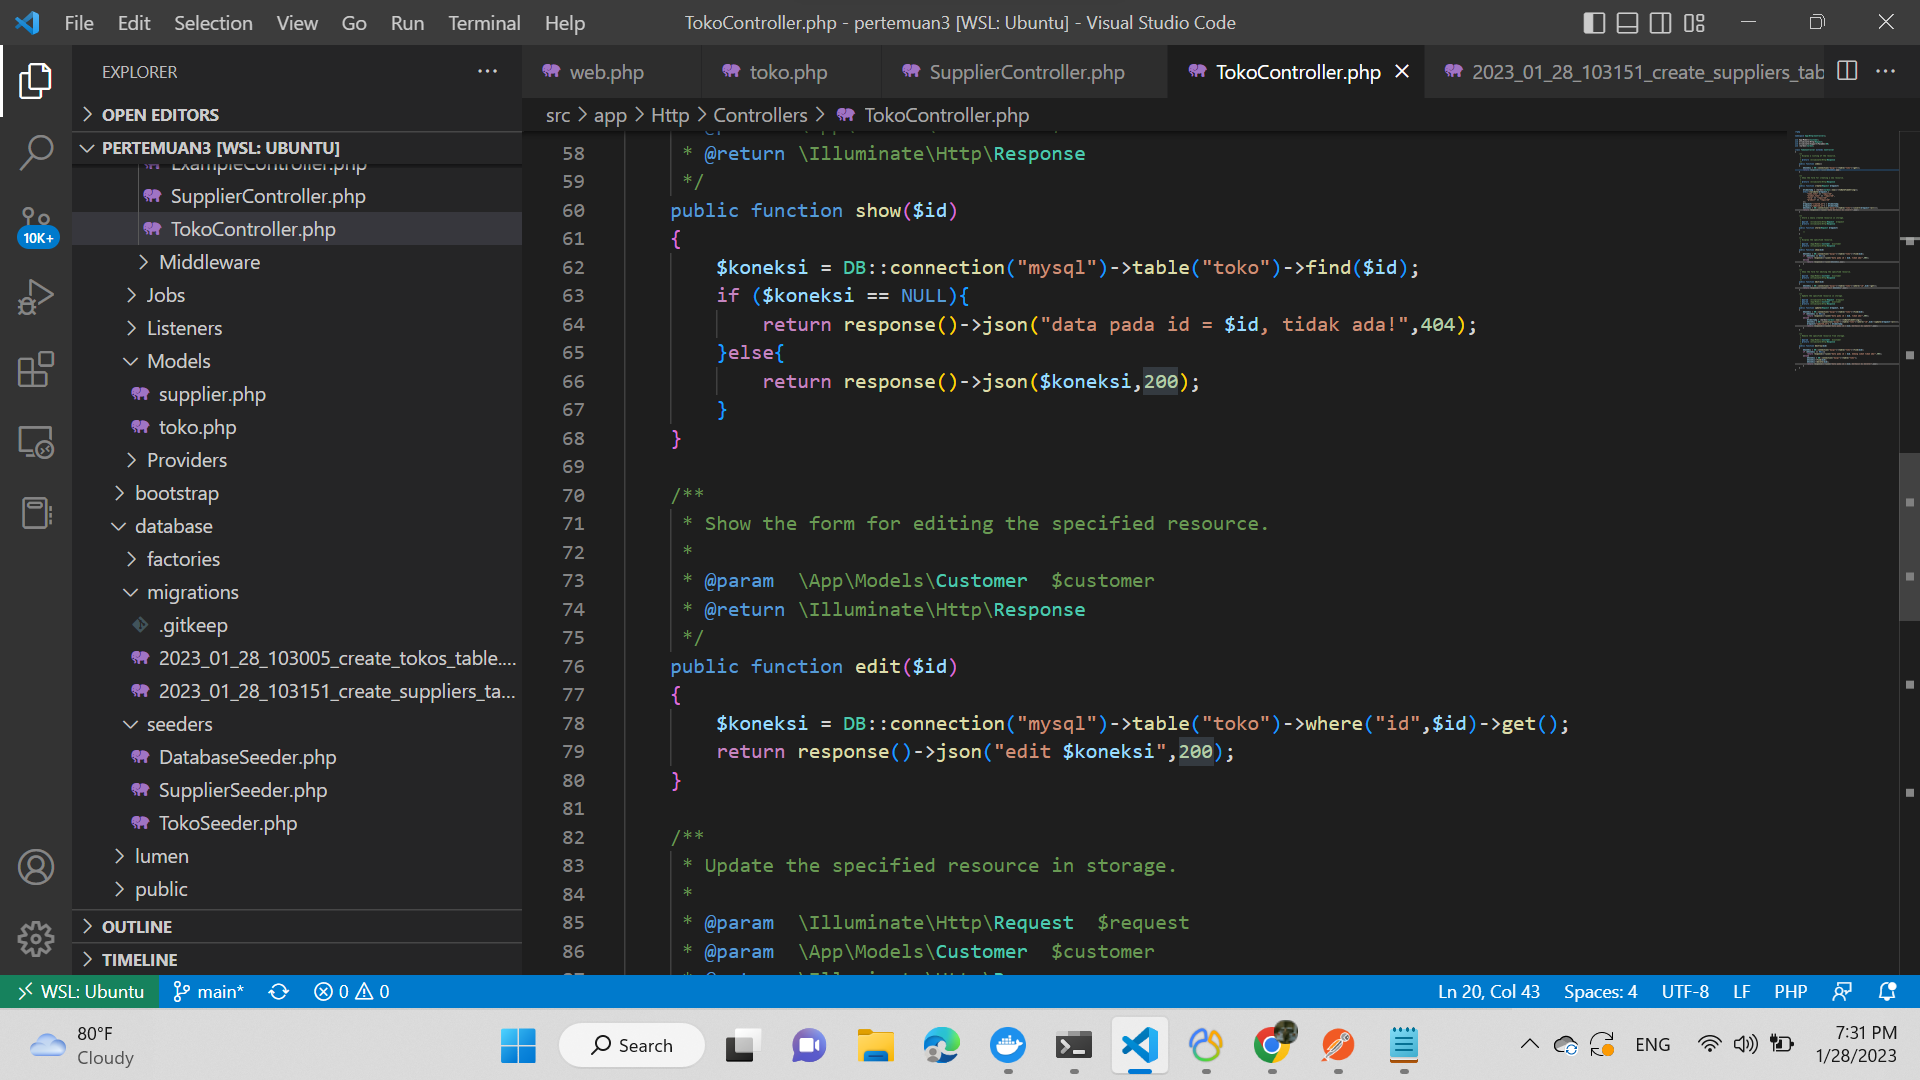 File Edit Selection View Go Run Terminal Help
TokoController.php - pertemuan3 [WSL: Ubuntu] - Visual Studio Code
EXPLORER
OPEN EDITORS
PERTEMUAN3 [WSL: UBUNTU]
ExampleController.php
SupplierController.php
TokoController.php
Middleware
Jobs
Listeners
Models
supplier.php
toko.php
Providers
bootstrap
database
factories
migrations
.gitkeep
2023_01_28_103005_create_tokos_table....
2023_01_28_103151_create_suppliers_ta...
seeders
DatabaseSeeder.php
SupplierSeeder.php
TokoSeeder.php
lumen
public
OUTLINE
TIMELINE
10K+
web.php toko.php SupplierController.php TokoController.php 2023_01_28_103151_create_suppliers_tab
src > app > Http > Controllers > TokoController.php
58 * @return \Illuminate\Http\Response
59 */
60 public function show($id)
61 {
62 $koneksi = DB::connection("mysql")->table("toko")->find($id);
63 if ($koneksi == NULL){
64 return response()->json("data pada id = $id, tidak ada!",404);
65 }else{
66 return response()->json($koneksi,200);
67 }
68 }
69
70 /**
71 * Show the form for editing the specified resource.
72 *
73 * @param  \App\Models\Customer  $customer
74 * @return \Illuminate\Http\Response
75 */
76 public function edit($id)
77 {
78 $koneksi = DB::connection("mysql")->table("toko")->where("id",$id)->get();
79 return response()->json("edit $koneksi",200);
80 }
81
82 /**
83 * Update the specified resource in storage.
84 *
85 * @param  \Illuminate\Http\Request  $request
86 * @param  \App\Models\Customer  $customer
WSL: Ubuntu main* 0 0 Ln 20, Col 43 Spaces: 4 UTF-8 LF PHP
80°F
Cloudy
Search
ENG
7:31 PM
1/28/2023